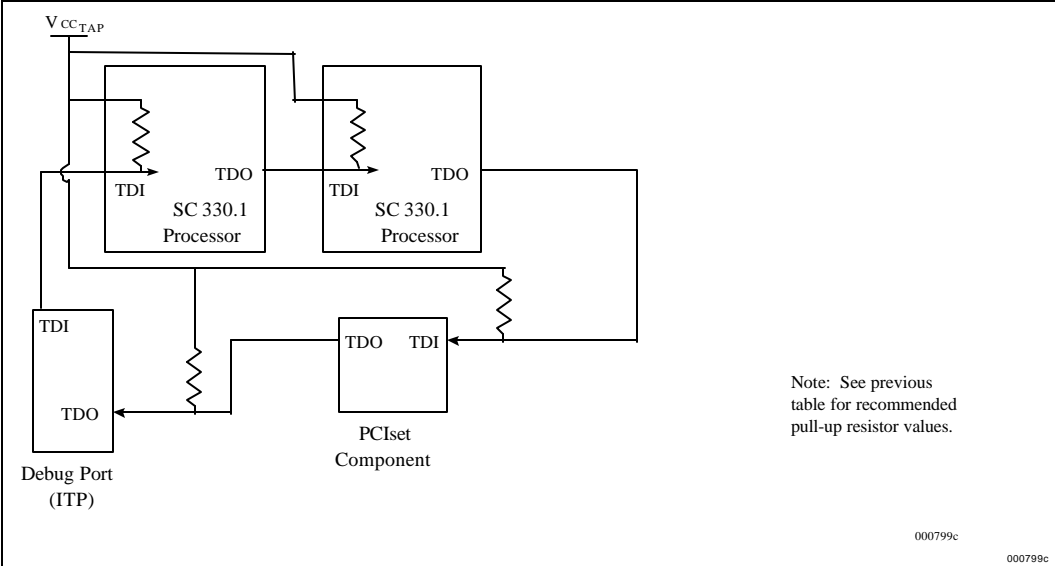 V CC TAP
TDO
TDI
SC 330.1
Processor
TDO
TDI
SC 330.1
Processor
TDI
TDO
Debug Port
(ITP)
TDO TDI
PCIset
Component
Note: See previous
table for recommended
pull-up resistor values.
000799c
000799c